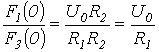 F₁(0)/F₃(0) = U₀R₂/R₁R₂ = U₀/R₁